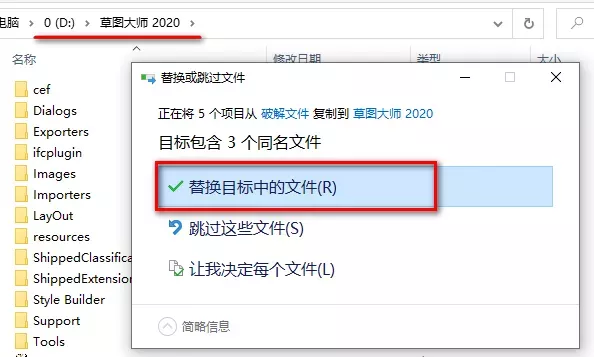 电脑 › 0 (D:) › 草图大师 2020
名称
修改日期
类型
大小
cef
Dialogs
Exporters
ifcplugin
Images
Importers
LayOut
resources
ShippedClassifica
ShippedExtension
Style Builder
Support
Tools
替换或跳过文件
正在将 5 个项目从 破解文件 复制到 草图大师 2020
目标包含 3 个同名文件
替换目标中的文件(R)
跳过这些文件(S)
让我决定每个文件(L)
简略信息